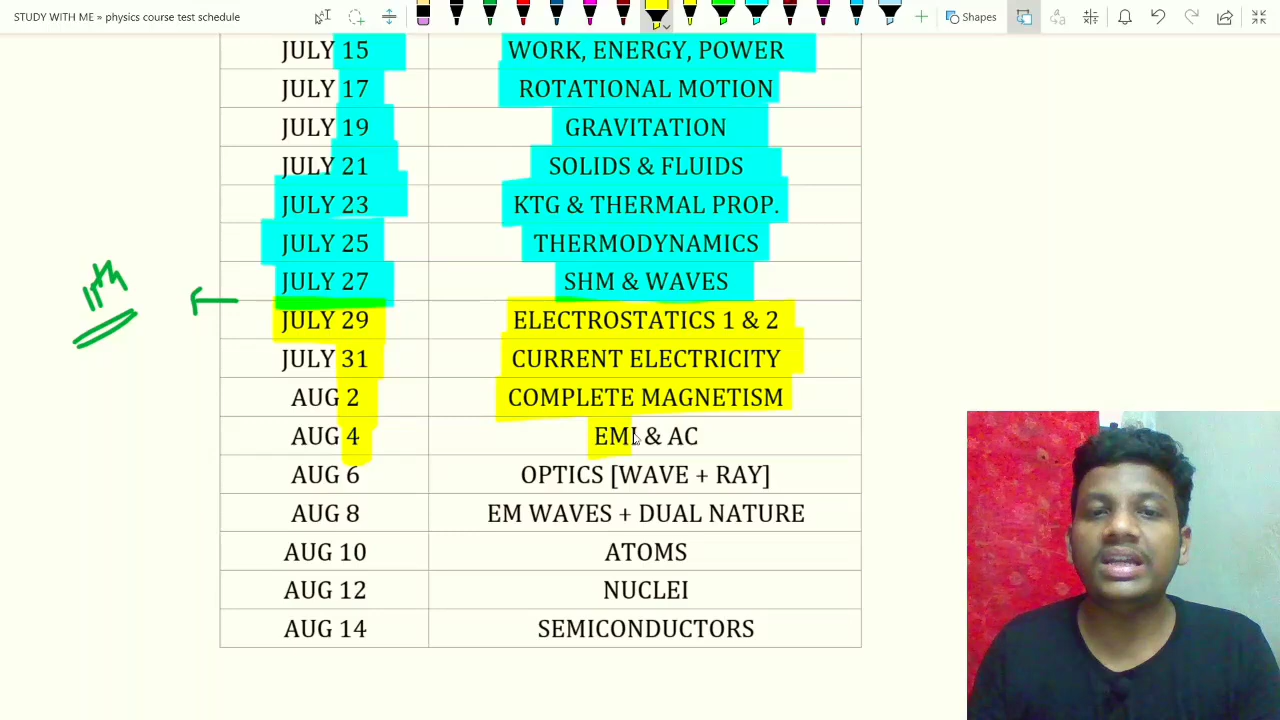 STUDY WITH ME » physics course test schedule
Shapes
JULY 15 WORK, ENERGY, POWER
JULY 17 ROTATIONAL MOTION
JULY 19 GRAVITATION
JULY 21 SOLIDS & FLUIDS
JULY 23 KTG & THERMAL PROP.
JULY 25 THERMODYNAMICS
JULY 27 SHM & WAVES
11th
JULY 29 ELECTROSTATICS 1 & 2
JULY 31 CURRENT ELECTRICITY
AUG 2 COMPLETE MAGNETISM
AUG 4 EMI & AC
AUG 6 OPTICS [WAVE + RAY]
AUG 8 EM WAVES + DUAL NATURE
AUG 10 ATOMS
AUG 12 NUCLEI
AUG 14 SEMICONDUCTORS